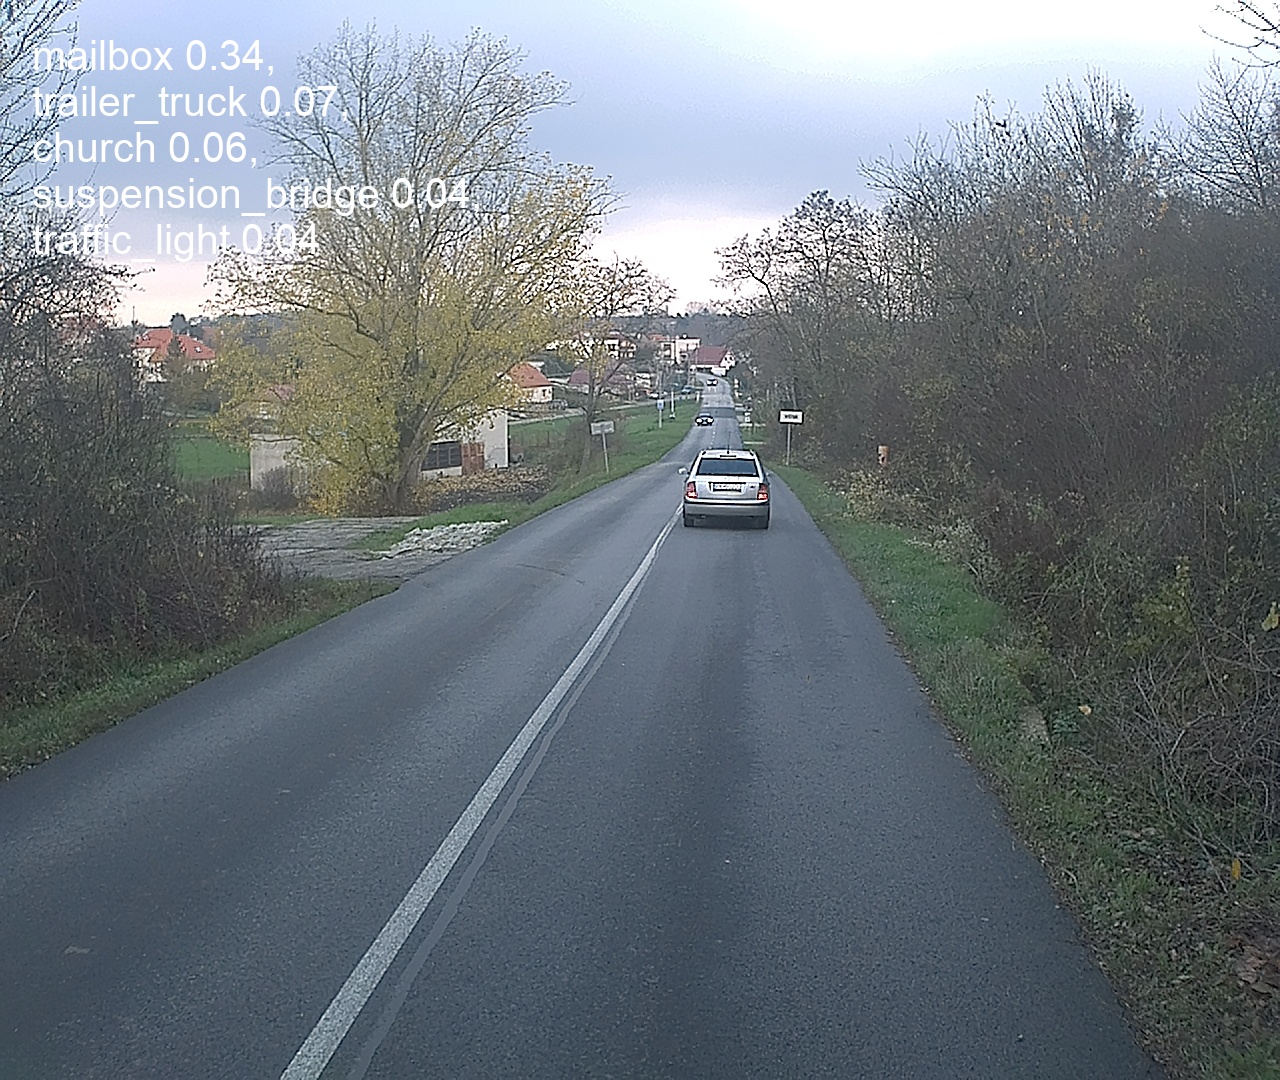 mailbox 0.34,
trailer_truck 0.07,
church 0.06,
suspension_bridge 0.04,
traffic_light 0.04